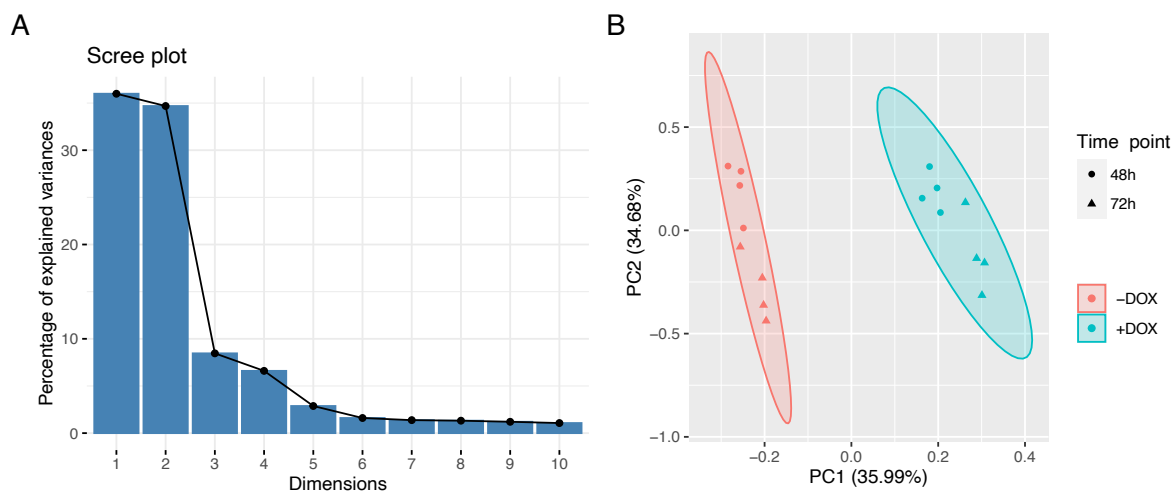 A
Scree plot
Percentage of explained variances
30
20
10
0
1 2 3 4 5 6 7 8 9 10
Dimensions
B
PC2 (34.68%)
0.5
0.0
−0.5
−1.0
−0.2 0.0 0.2 0.4
PC1 (35.99%)
Time point
48h
72h
−DOX
+DOX